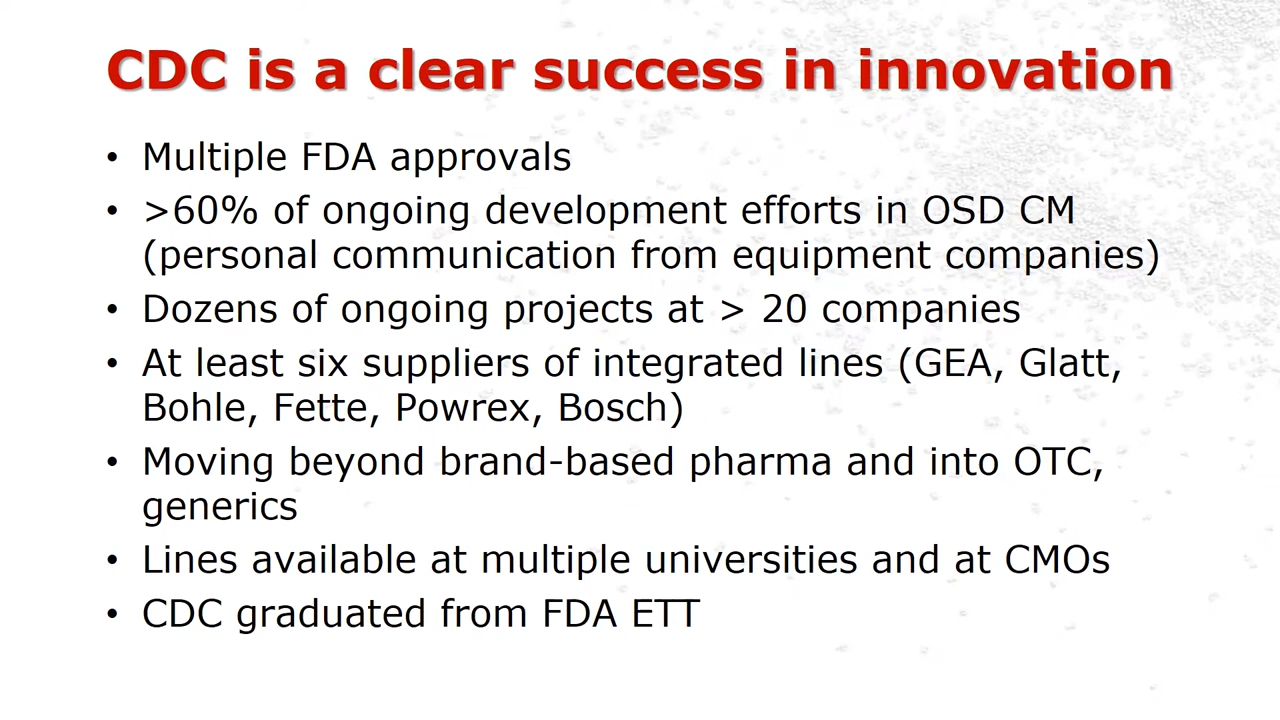 CDC is a clear success in innovation
• Multiple FDA approvals
• >60% of ongoing development efforts in OSD CM
(personal communication from equipment companies)
• Dozens of ongoing projects at > 20 companies
• At least six suppliers of integrated lines (GEA, Glatt,
Bohle, Fette, Powrex, Bosch)
• Moving beyond brand-based pharma and into OTC,
generics
• Lines available at multiple universities and at CMOs
• CDC graduated from FDA ETT